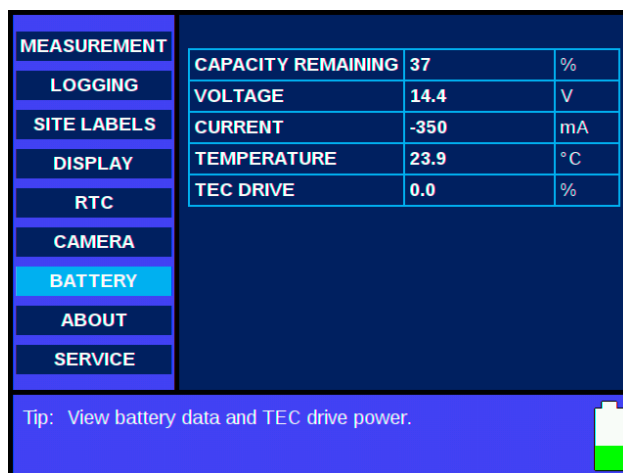 MEASUREMENT
LOGGING
SITE LABELS
DISPLAY
RTC
CAMERA
BATTERY
ABOUT
SERVICE
CAPACITY REMAINING 37 %
VOLTAGE 14.4 V
CURRENT -350 mA
TEMPERATURE 23.9 °C
TEC DRIVE 0.0 %
Tip: View battery data and TEC drive power.